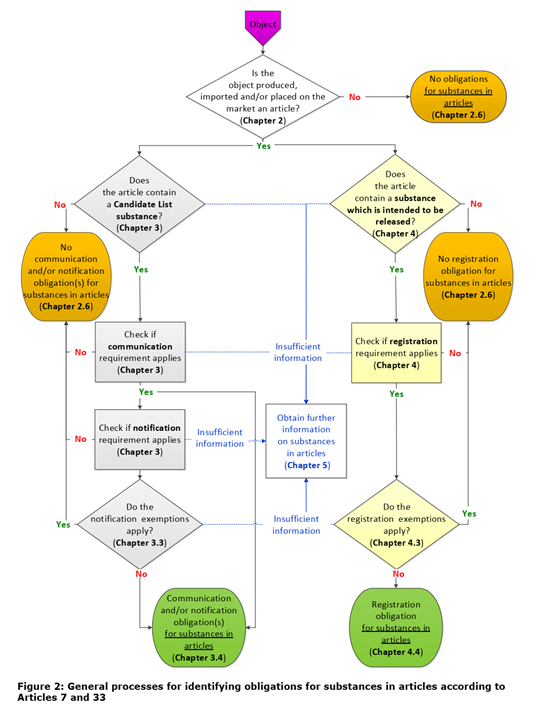 Object
Is the
object produced,
imported and/or placed on the
market an article?
(Chapter 2)
No
No obligations
for substances in
articles
(Chapter 2.6)
Yes
Does
the article contain
a Candidate List
substance?
(Chapter 3)
No
Does
the article
contain a substance
which is intended to be
released?
(Chapter 4)
No
No
communication
and/or notification
obligation(s) for
substances in articles
(Chapter 2.6)
Yes
Yes
No registration
obligation for
substances in articles
(Chapter 2.6)
Check if
communication
requirement applies
(Chapter 3)
No
Insufficient
information
Check if registration
requirement applies
(Chapter 4)
No
Yes
Yes
Check if notification
requirement applies
(Chapter 3)
No
Insufficient
information
Obtain further
information
on substances
in articles
(Chapter 5)
Do the
notification exemptions
apply?
(Chapter 3.3)
Yes
Insufficient
information
Do the
registration exemptions
apply?
(Chapter 4.3)
Yes
No
No
Communication
and/or notification
obligation(s)
for substances in
articles
(Chapter 3.4)
Registration
obligation
for substances in
articles
(Chapter 4.4)
Figure 2: General processes for identifying obligations for substances in articles according to
Articles 7 and 33